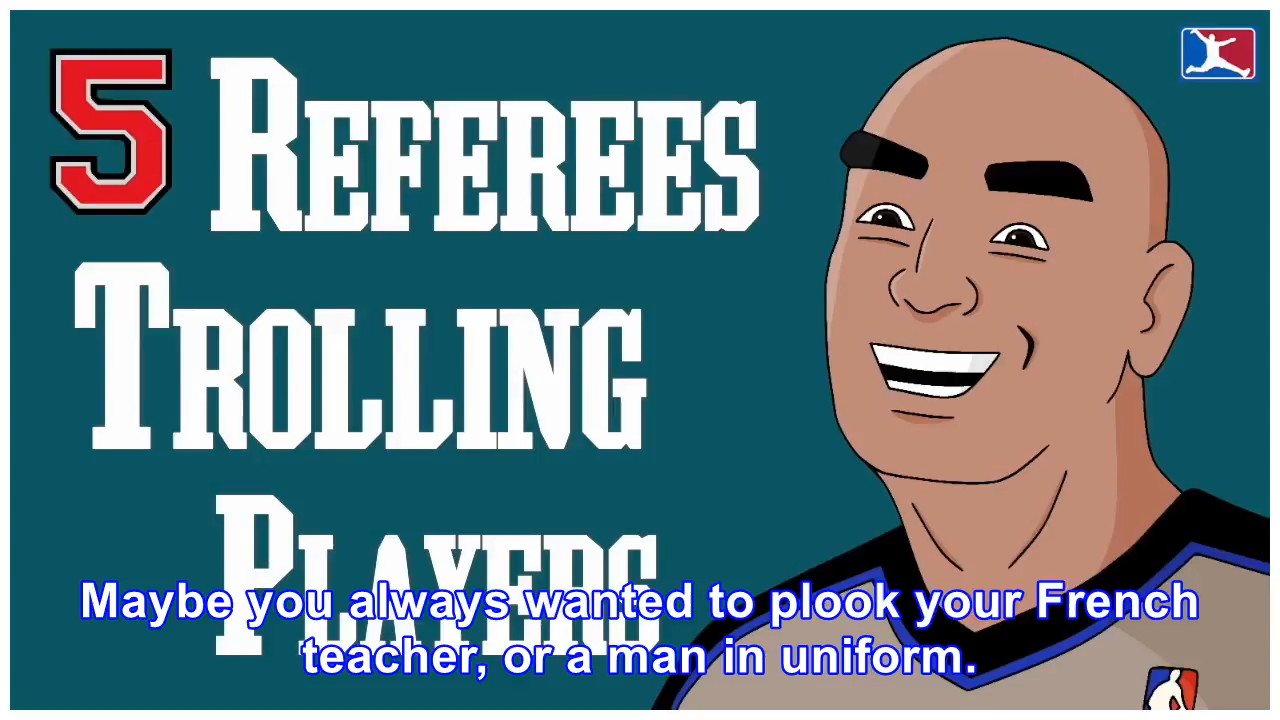 5 REFEREES
TROLLING
PLAYERS
Maybe you always wanted to plook your French
teacher, or a man in uniform.